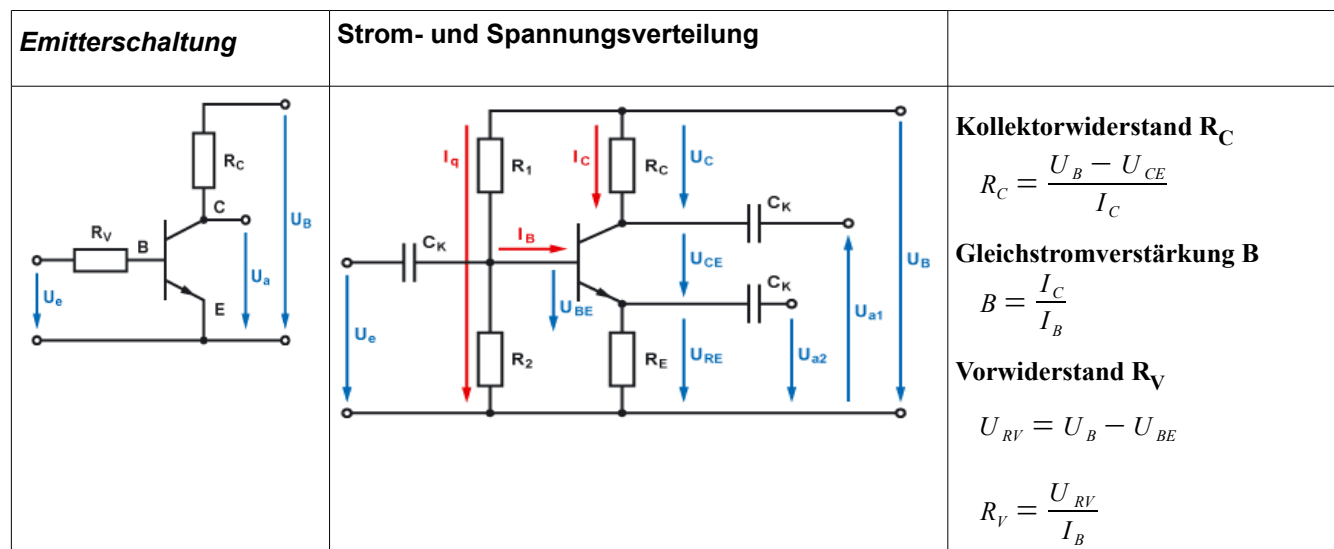 Emitterschaltung
Strom- und Spannungsverteilung
R_C
C
R_V
B
U_B
U_a
U_e
E
I_q
R_1
I_C
R_C
U_C
C_K
I_B
C_K
U_CE
U_B
C_K
U_BE
U_a1
U_e
R_2
R_E
U_RE
U_a2
Kollektorwiderstand R_C
R_C = (U_B − U_CE) / I_C
Gleichstromverstärkung B
B = I_C / I_B
Vorwiderstand R_V
U_RV = U_B − U_BE
R_V = U_RV / I_B